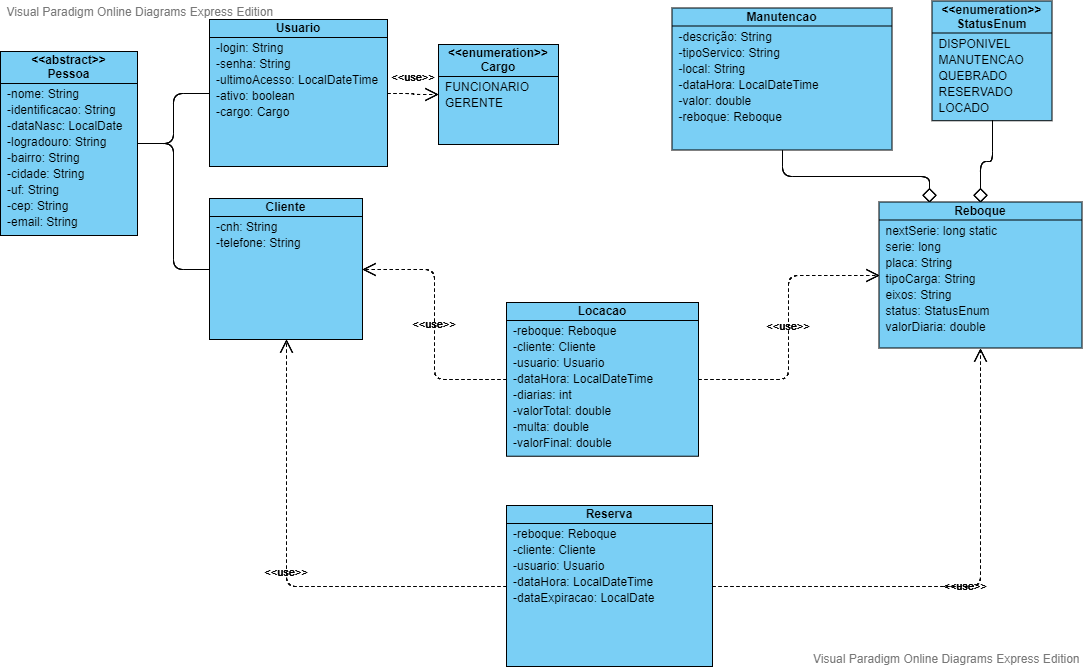 Visual Paradigm Online Diagrams Express Edition
<<abstract>>
Pessoa
-nome: String
-identificacao: String
-dataNasc: LocalDate
-logradouro: String
-bairro: String
-cidade: String
-uf: String
-cep: String
-email: String
Usuario
-login: String
-senha: String
-ultimoAcesso: LocalDateTime
-ativo: boolean
-cargo: Cargo
<<use>>
<<enumeration>>
Cargo
FUNCIONARIO
GERENTE
Manutencao
-descrição: String
-tipoServico: String
-local: String
-dataHora: LocalDateTime
-valor: double
-reboque: Reboque
<<enumeration>>
StatusEnum
DISPONIVEL
MANUTENCAO
QUEBRADO
RESERVADO
LOCADO
Cliente
-cnh: String
-telefone: String
Reboque
nextSerie: long static
serie: long
placa: String
tipoCarga: String
eixos: String
status: StatusEnum
valorDiaria: double
<<use>>
Locacao
-reboque: Reboque
-cliente: Cliente
-usuario: Usuario
-dataHora: LocalDateTime
-diarias: int
-valorTotal: double
-multa: double
-valorFinal: double
<<use>>
Reserva
-reboque: Reboque
-cliente: Cliente
-usuario: Usuario
-dataHora: LocalDateTime
-dataExpiracao: LocalDate
<<use>>
<<use>>
Visual Paradigm Online Diagrams Express Edition